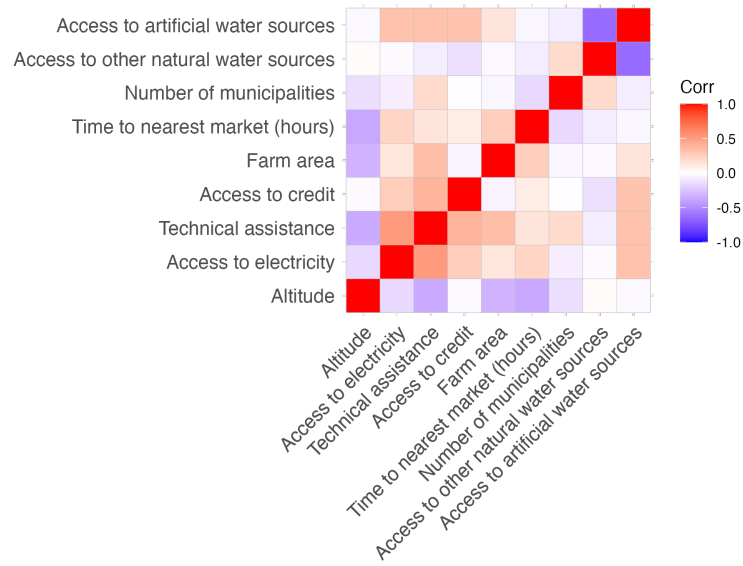 Access to artificial water sources
Access to other natural water sources
Number of municipalities
Time to nearest market (hours)
Farm area
Access to credit
Technical assistance
Access to electricity
Altitude
Corr
1.0
0.5
0.0
-0.5
-1.0
Altitude
Access to electricity
Technical assistance
Access to credit
Farm area
Time to nearest market (hours)
Number of municipalities
Access to other natural water sources
Access to artificial water sources